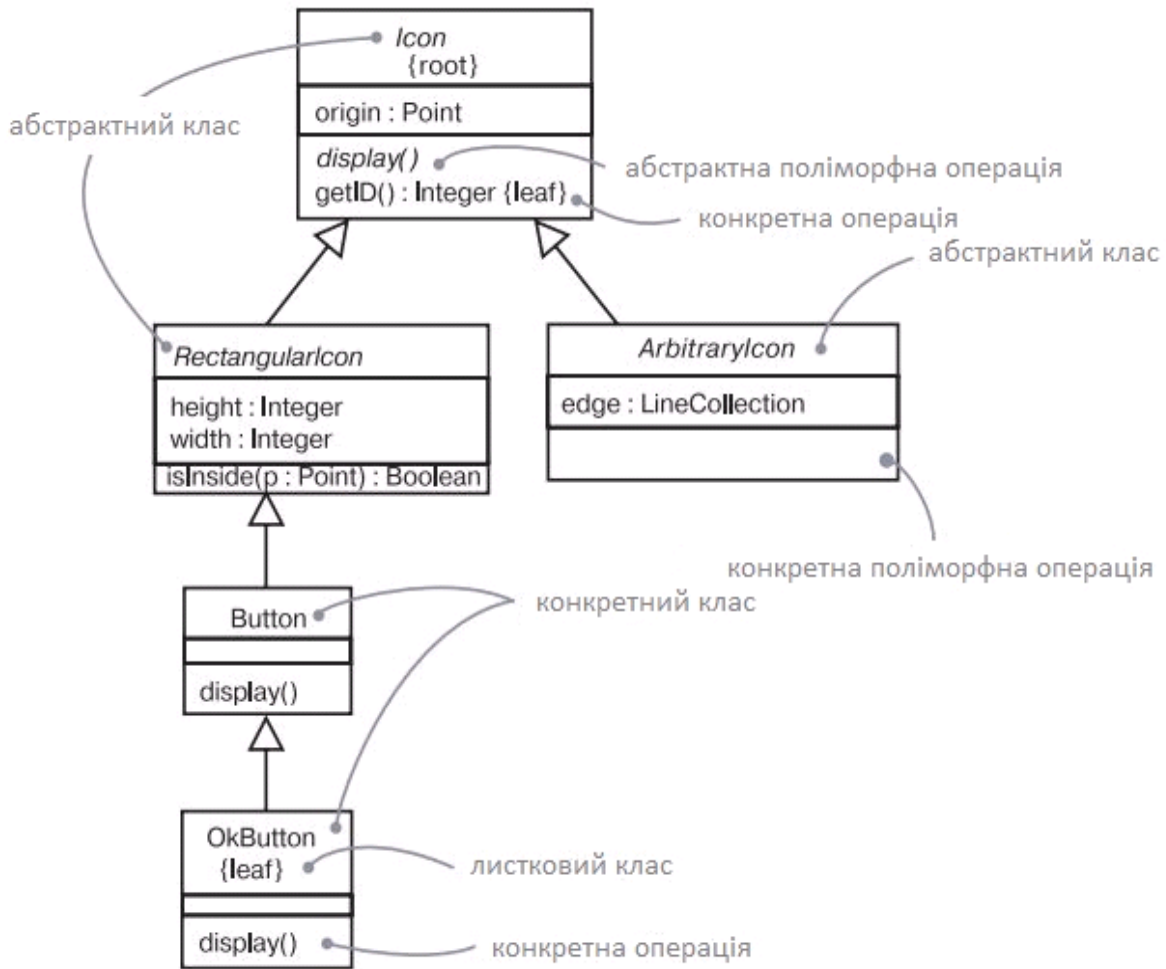 Icon
{root}
абстрактний клас
origin : Point
display()
абстрактна поліморфна операція
getID() : Integer {leaf}
конкретна операція
абстрактний клас
RectangularIcon
ArbitraryIcon
height : Integer
width : Integer
edge : LineCollection
isInside(p : Point) : Boolean
конкретна поліморфна операція
Button
конкретний клас
display()
OkButton
{leaf}
листковий клас
display()
конкретна операція